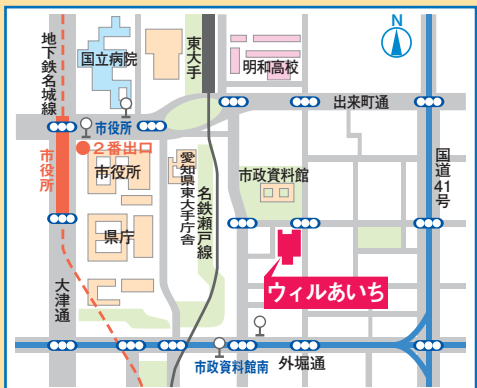 地下鉄名城線
国立病院
東大手
明和高校
N
出来町通
市役所
2番出口
市役所
市役所
愛知県東大手庁舎
名鉄瀬戸線
市政資料館
国道41号
県庁
ウィルあいち
大津通
市政資料館南
外堀通